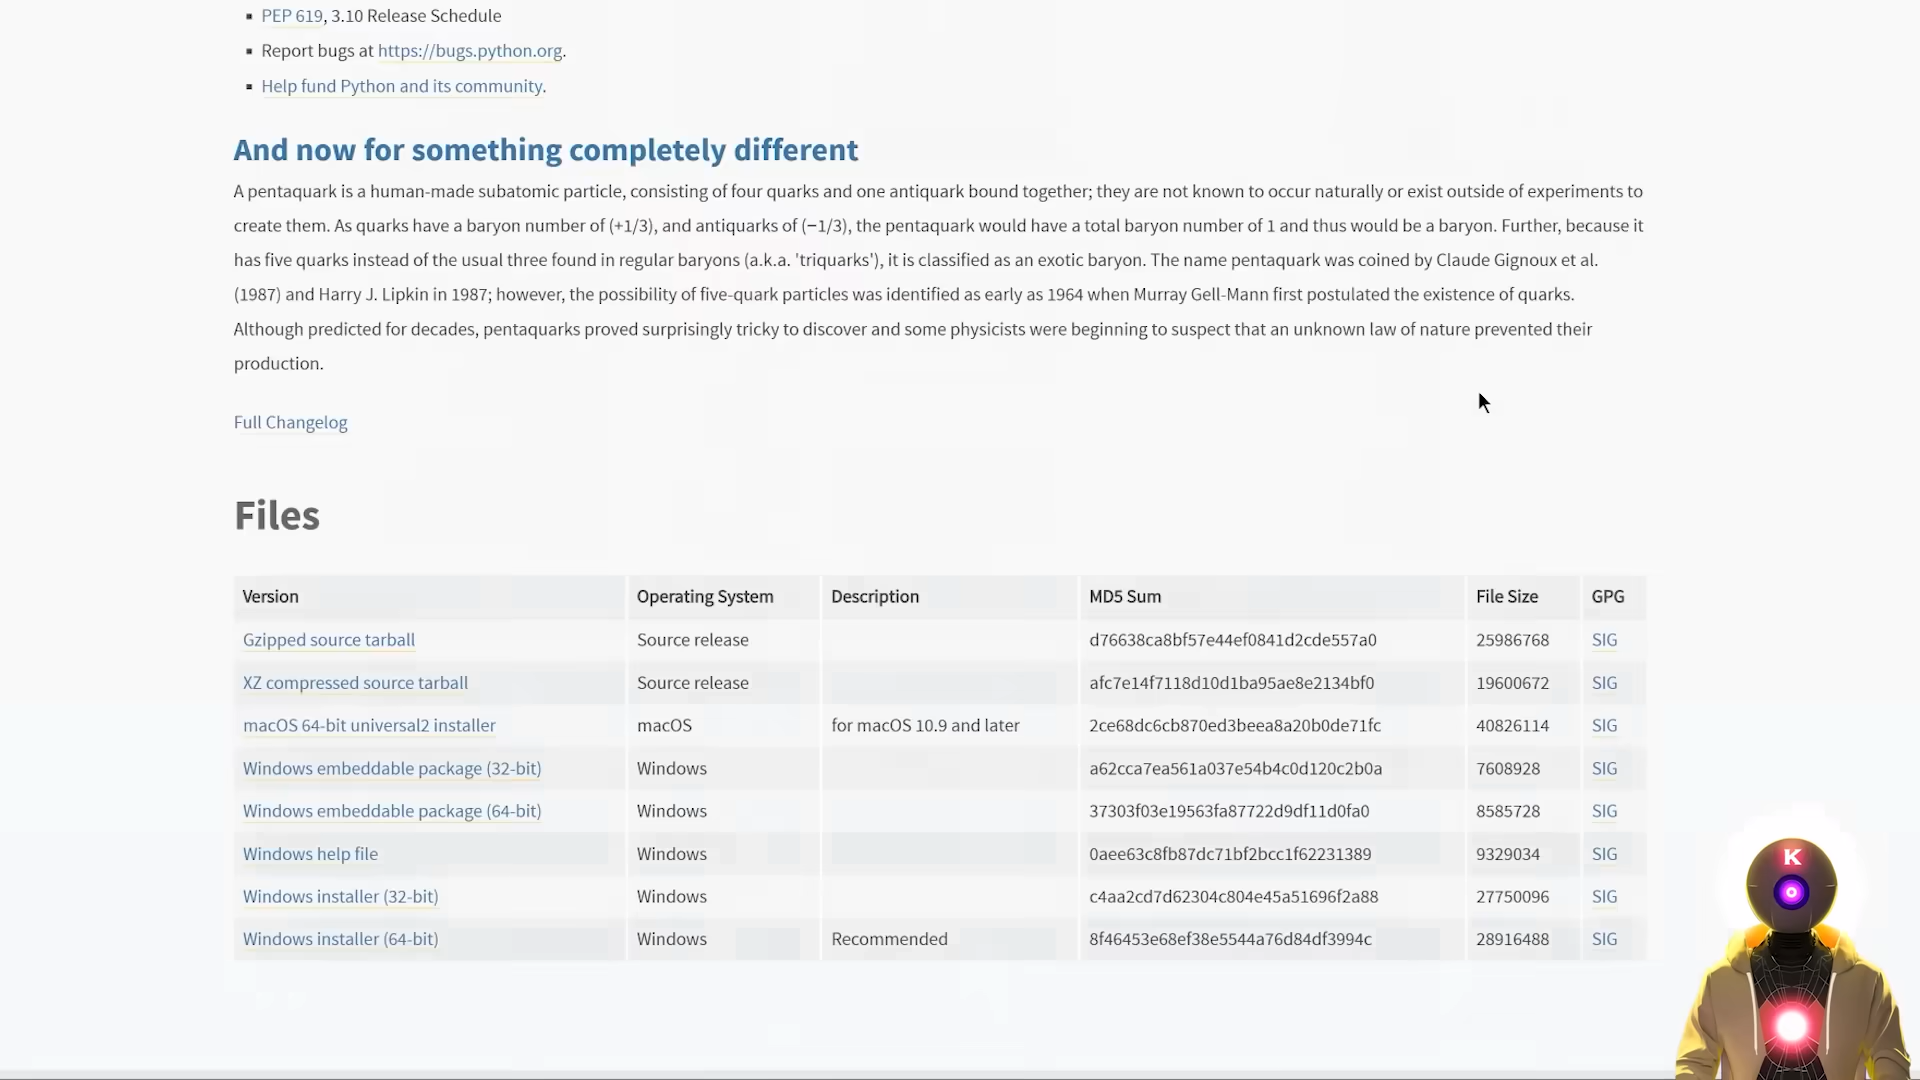 PEP 619, 3.10 Release Schedule
Report bugs at https://bugs.python.org.
Help fund Python and its community.
And now for something completely different
A pentaquark is a human-made subatomic particle, consisting of four quarks and one antiquark bound together; they are not known to occur naturally or exist outside of experiments to
create them. As quarks have a baryon number of (+1/3), and antiquarks of (−1/3), the pentaquark would have a total baryon number of 1 and thus would be a baryon. Further, because it
has five quarks instead of the usual three found in regular baryons (a.k.a. 'triquarks'), it is classified as an exotic baryon. The name pentaquark was coined by Claude Gignoux et al.
(1987) and Harry J. Lipkin in 1987; however, the possibility of five-quark particles was identified as early as 1964 when Murray Gell-Mann first postulated the existence of quarks.
Although predicted for decades, pentaquarks proved surprisingly tricky to discover and some physicists were beginning to suspect that an unknown law of nature prevented their
production.
Full Changelog
Files
Version Operating System Description MD5 Sum File Size GPG
Gzipped source tarball Source release d76638ca8bf57e44ef0841d2cde557a0 25986768 SIG
XZ compressed source tarball Source release afc7e14f7118d10d1ba95ae8e2134bf0 19600672 SIG
macOS 64-bit universal2 installer macOS for macOS 10.9 and later 2ce68dc6cb870ed3beea8a20b0de71fc 40826114 SIG
Windows embeddable package (32-bit) Windows a62cca7ea561a037e54b4c0d120c2b0a 7608928 SIG
Windows embeddable package (64-bit) Windows 37303f03e19563fa87722d9df11d0fa0 8585728 SIG
Windows help file Windows 0aee63c8fb87dc71bf2bcc1f62231389 9329034 SIG
Windows installer (32-bit) Windows c4aa2cd7d62304c804e45a51696f2a88 27750096 SIG
Windows installer (64-bit) Windows Recommended 8f46453e68ef38e5544a76d84df3994c 28916488 SIG
K